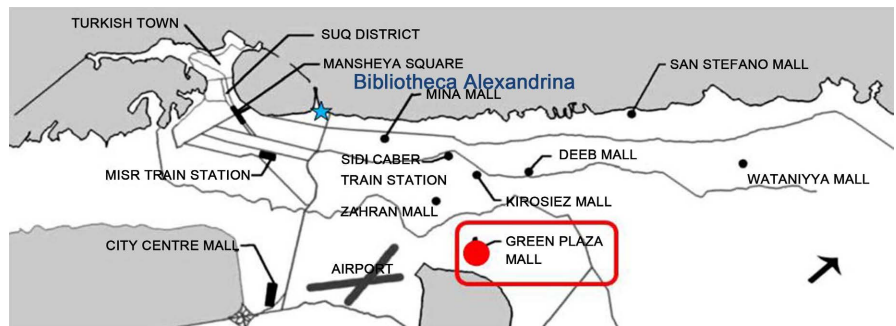 TURKISH TOWN
SUQ DISTRICT
MANSHEYA SQUARE
Bibliotheca Alexandrina
SAN STEFANO MALL
MINA MALL
SIDI CABER
TRAIN STATION
DEEB MALL
MISR TRAIN STATION
WATANIYYA MALL
KIROSIEZ MALL
ZAHRAN MALL
CITY CENTRE MALL
GREEN PLAZA
MALL
AIRPORT